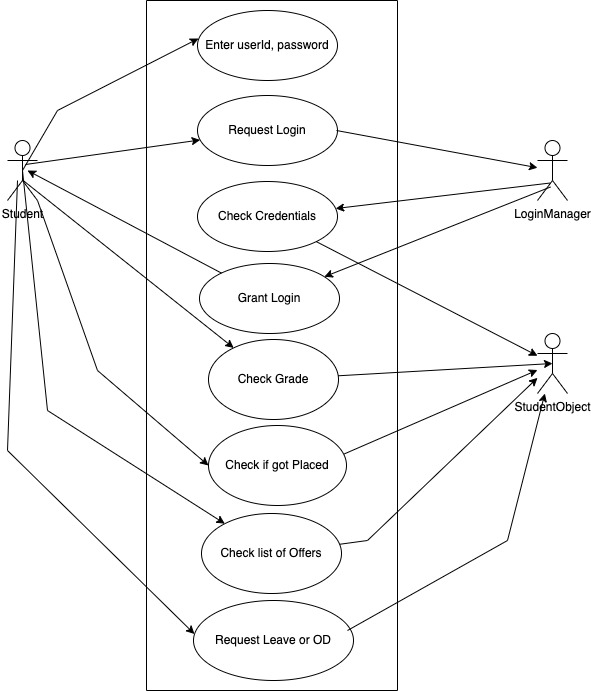 Enter userId, password
Request Login
Student
Check Credentials
LoginManager
Grant Login
Check Grade
StudentObject
Check if got Placed
Check list of Offers
Request Leave or OD